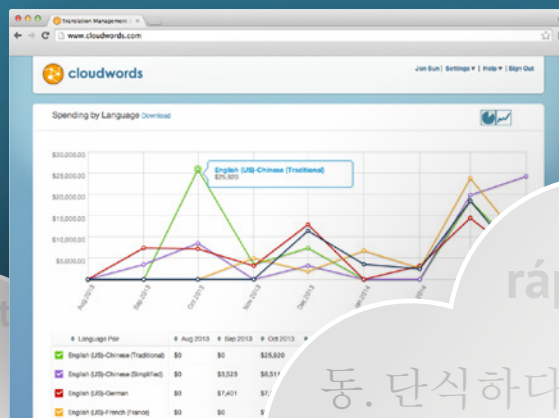 Translation Management
www.cloudwords.com
cloudwords
Jon Sun | Settings ▾ | Help ▾ | Sign Out
Spending by Language Download
$30,000.00
$25,000.00
$20,000.00
$15,000.00
$10,000.00
$5,000.00
English (US)-Chinese (Traditional)
$25,920
Aug 2013
Sep 2013
Oct 2013
Nov 2013
Dec 2013
2014
Language Pair Aug 2013 Sep 2013 Oct 2013
English (US)-Chinese (Traditional) $0 $0 $25,920
English (US)-Chinese (Simplified) $0 $3,523
English (US)-German $0 $7,401
English (US)-French (France) $0 $0
동. 단식하다